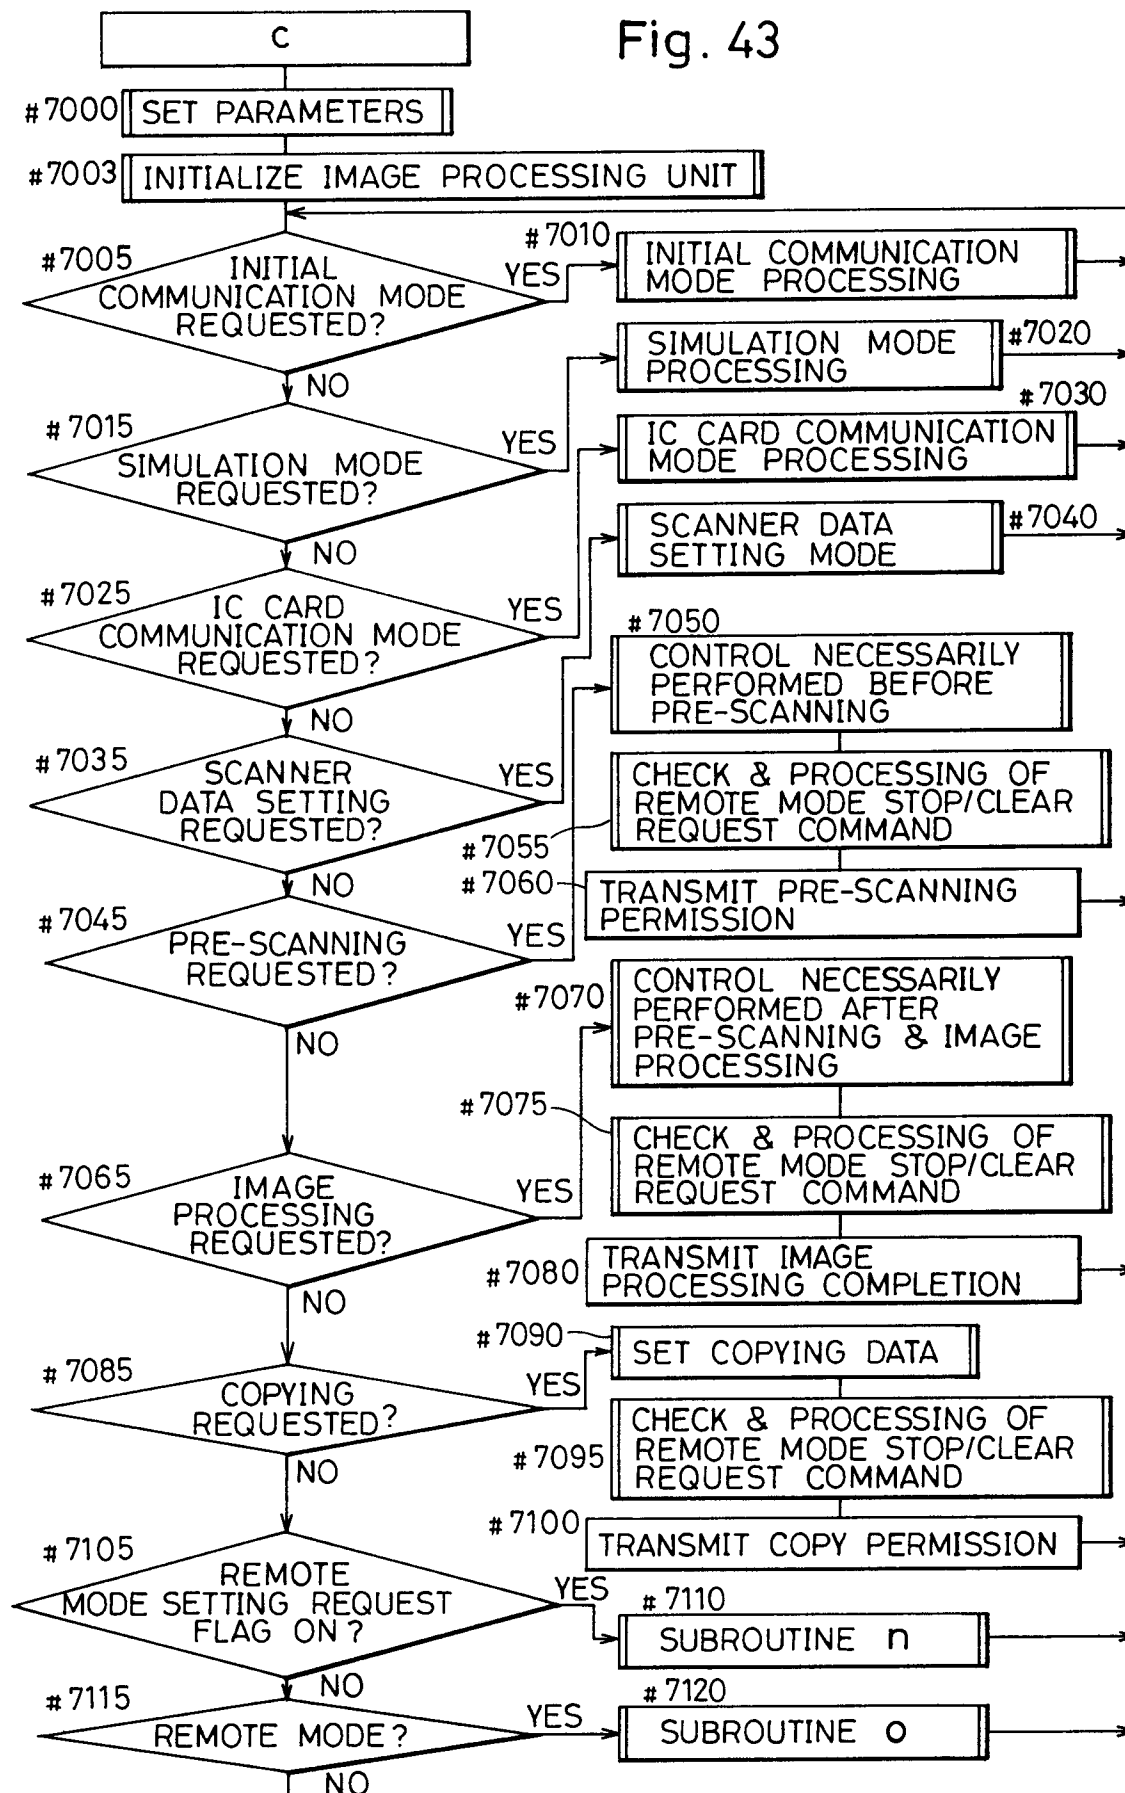 Fig. 43
C
#7000
SET PARAMETERS
#7003
INITIALIZE IMAGE PROCESSING UNIT
#7005
INITIAL
COMMUNICATION MODE
REQUESTED?
YES
NO
#7010
INITIAL COMMUNICATION
MODE PROCESSING
#7015
SIMULATION MODE
REQUESTED?
YES
NO
SIMULATION MODE
PROCESSING
#7020
#7025
IC CARD
COMMUNICATION MODE
REQUESTED?
YES
NO
#7030
IC CARD COMMUNICATION
MODE PROCESSING
#7035
SCANNER
DATA SETTING
REQUESTED?
YES
NO
SCANNER DATA
SETTING MODE
#7040
#7045
PRE-SCANNING
REQUESTED?
YES
NO
#7050
CONTROL NECESSARILY
PERFORMED BEFORE
PRE-SCANNING
CHECK & PROCESSING OF
REMOTE MODE STOP/CLEAR
REQUEST COMMAND
#7055
#7060
TRANSMIT PRE-SCANNING
PERMISSION
#7065
IMAGE
PROCESSING
REQUESTED?
YES
NO
#7070
CONTROL NECESSARILY
PERFORMED AFTER
PRE-SCANNING & IMAGE
PROCESSING
#7075
CHECK & PROCESSING OF
REMOTE MODE STOP/CLEAR
REQUEST COMMAND
#7080
TRANSMIT IMAGE
PROCESSING COMPLETION
#7085
COPYING
REQUESTED?
YES
NO
#7090
SET COPYING DATA
#7095
CHECK & PROCESSING OF
REMOTE MODE STOP/CLEAR
REQUEST COMMAND
#7100
TRANSMIT COPY PERMISSION
#7105
REMOTE
MODE SETTING REQUEST
FLAG ON?
YES
NO
#7110
SUBROUTINE n
#7115
REMOTE MODE?
YES
NO
#7120
SUBROUTINE o